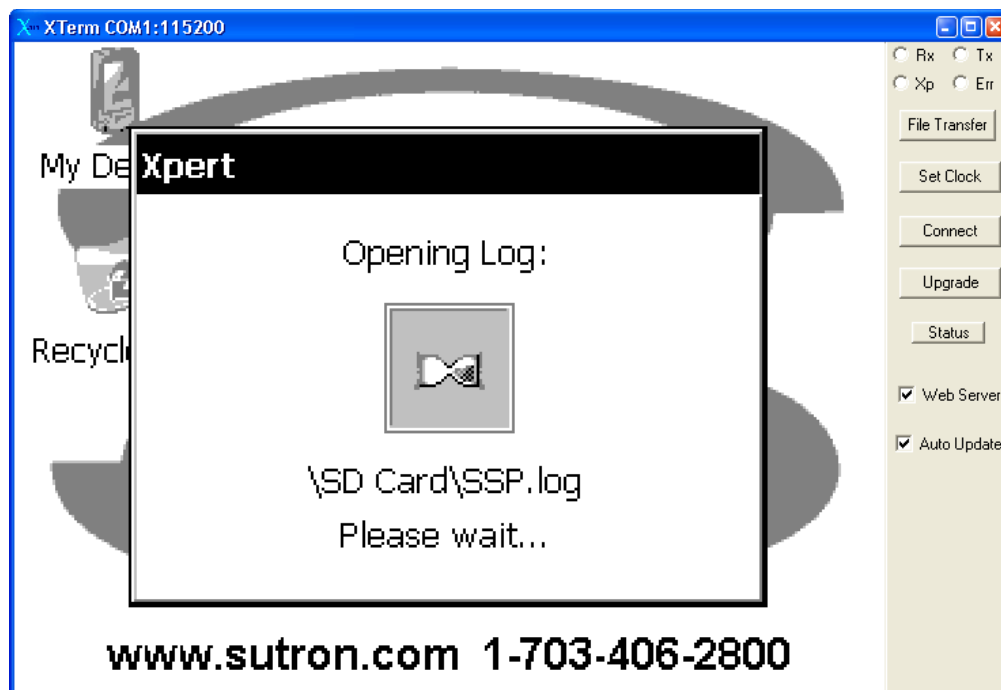 XTerm COM1:115200
Rx Tx
Xp Err
File Transfer
Set Clock
Connect
Upgrade
Status
Web Server
Auto Update
My De
Recycl
Xpert
Opening Log:
\SD Card\SSP.log
Please wait...
www.sutron.com 1-703-406-2800